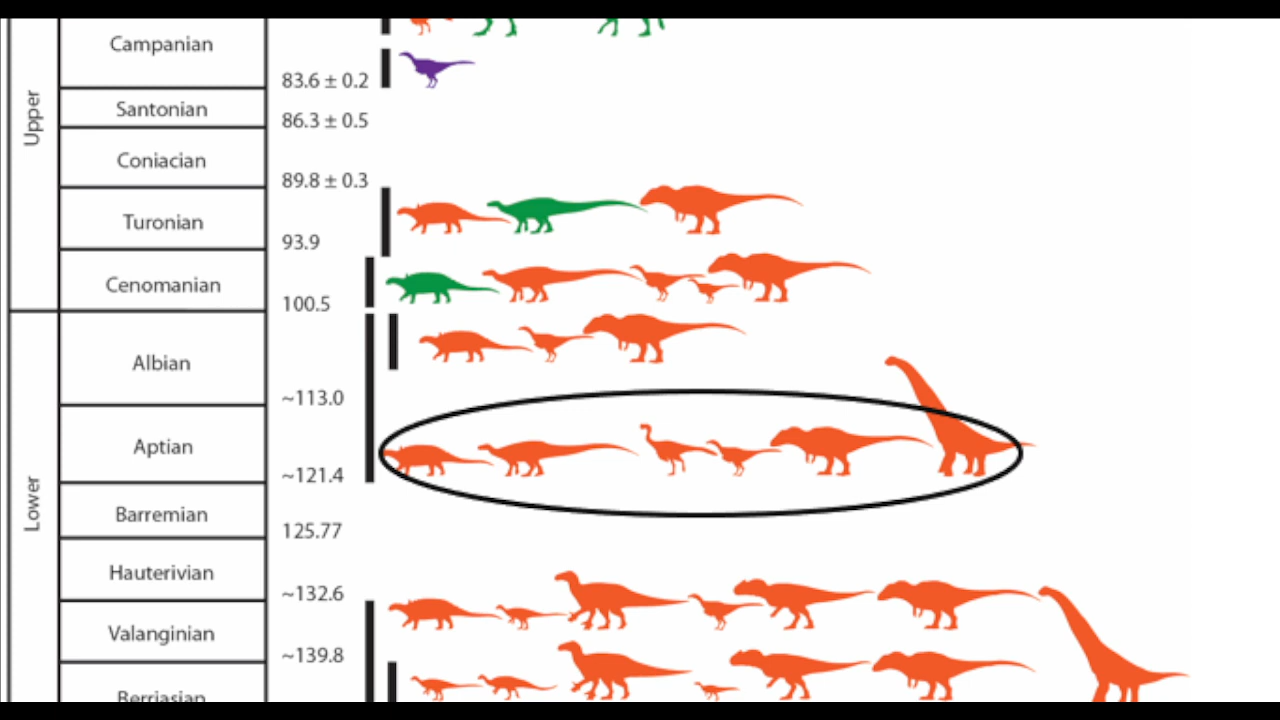 Upper
Campanian
83.6 ± 0.2
Santonian
86.3 ± 0.5
Coniacian
89.8 ± 0.3
Turonian
93.9
Cenomanian
100.5
Lower
Albian
~113.0
Aptian
~121.4
Barremian
125.77
Hauterivian
~132.6
Valanginian
~139.8
Berriasian